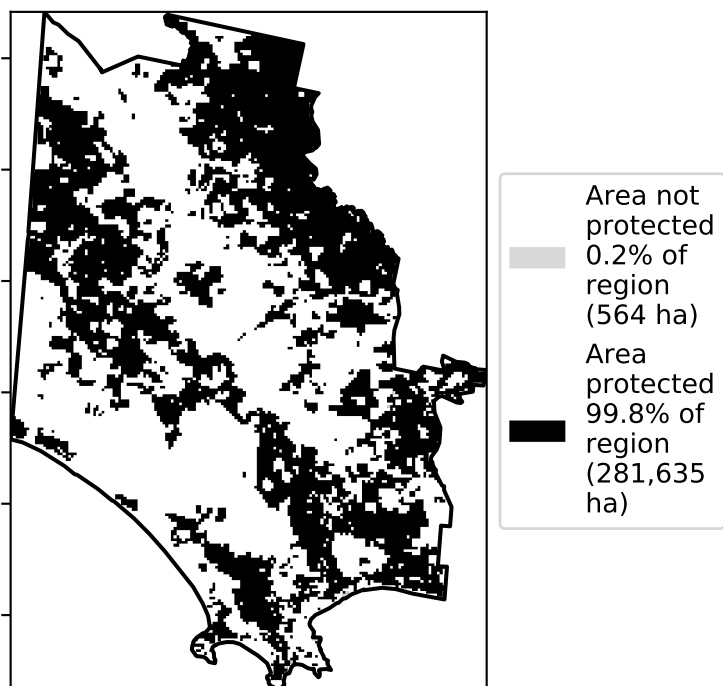 Area not
protected
0.2% of
region
(564 ha)
Area
protected
99.8% of
region
(281,635
ha)